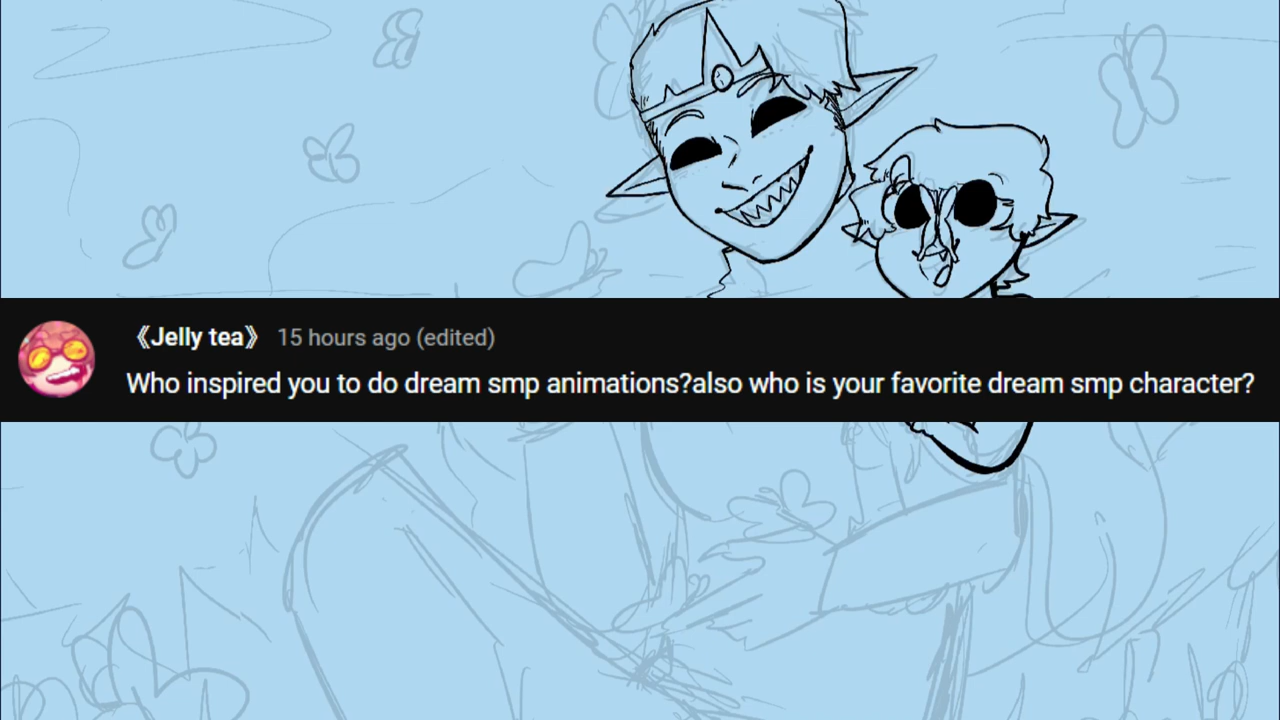 《Jelly tea》 15 hours ago (edited)
Who inspired you to do dream smp animations?also who is your favorite dream smp character?